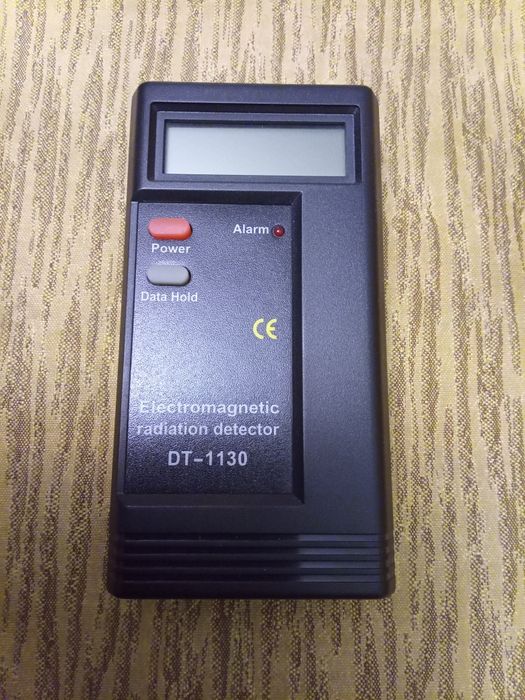 Alarm
Power
Data Hold
CE
Electromagnetic
radiation detector
DT-1130